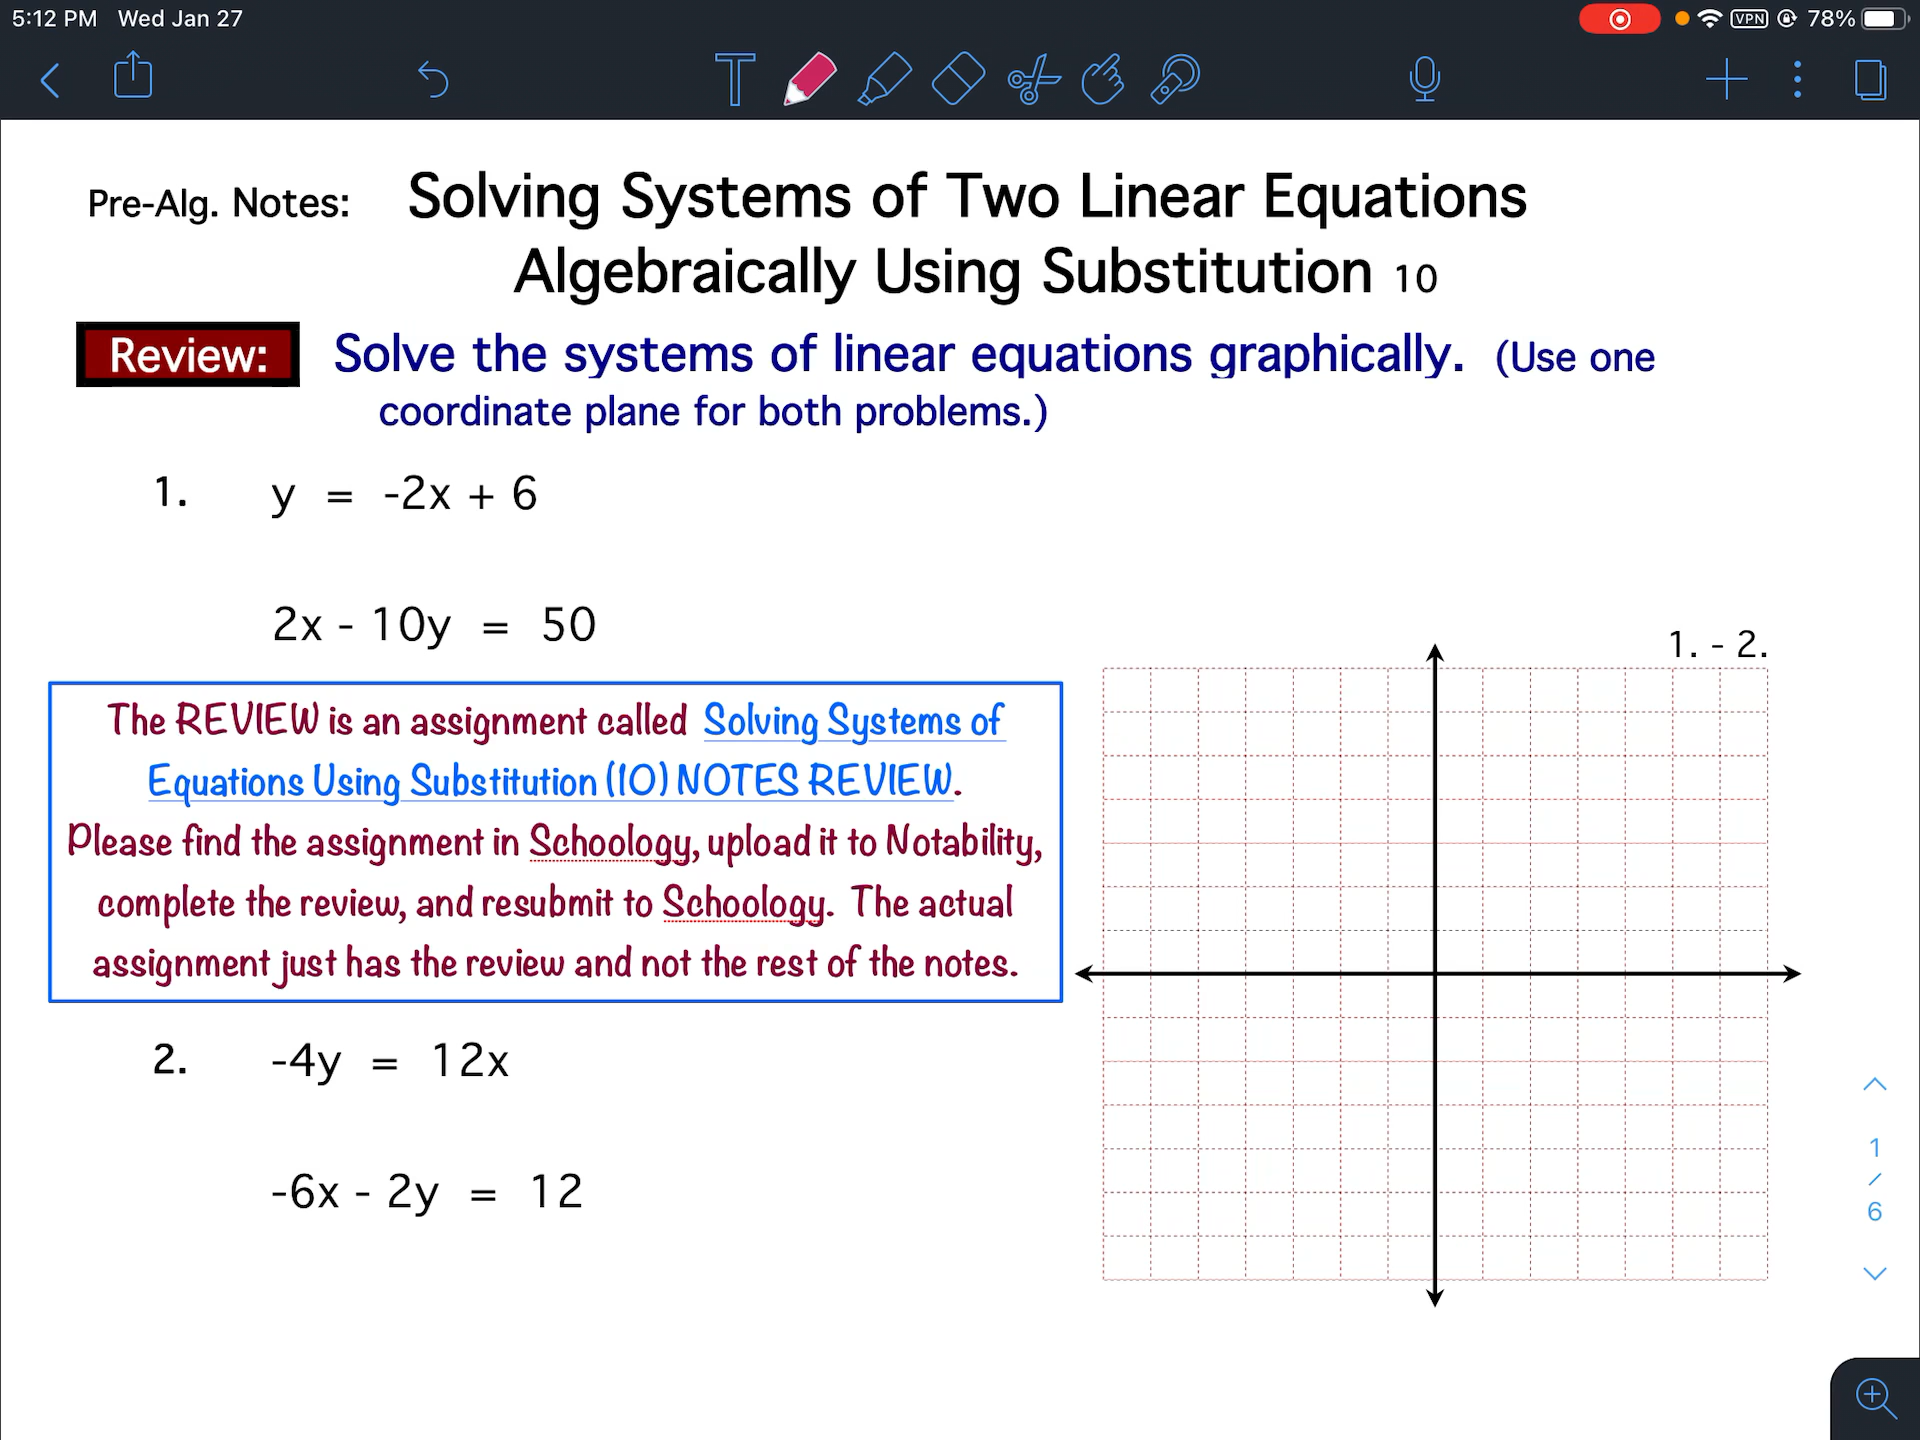 5:12 PM Wed Jan 27
VPN 78%
Pre-Alg. Notes: Solving Systems of Two Linear Equations
Algebraically Using Substitution 10
Review: Solve the systems of linear equations graphically. (Use one
coordinate plane for both problems.)
1. y = -2x + 6
2x - 10y = 50
The REVIEW is an assignment called Solving Systems of
Equations Using Substitution (10) NOTES REVIEW.
Please find the assignment in Schoology, upload it to Notability,
complete the review, and resubmit to Schoology. The actual
assignment just has the review and not the rest of the notes.
1. - 2.
2. -4y = 12x
-6x - 2y = 12
1
/
6